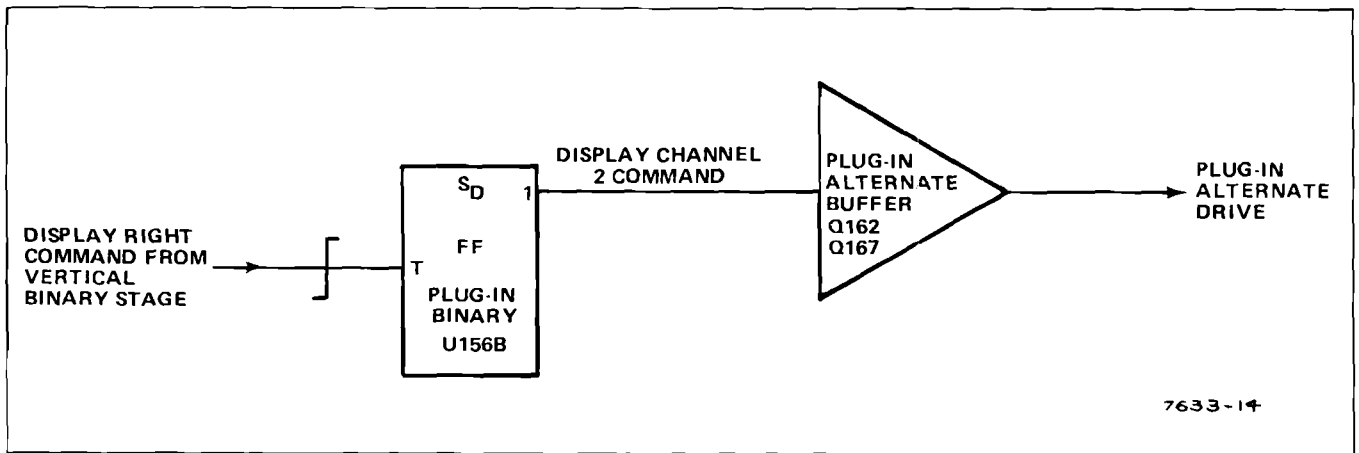 DISPLAY RIGHT
COMMAND FROM
VERTICAL
BINARY STAGE
T
S_D
1
FF
PLUG-IN
BINARY
U156B
DISPLAY CHANNEL
2 COMMAND
PLUG-IN
ALTERNATE
BUFFER
Q162
Q167
PLUG-IN
ALTERNATE
DRIVE
7633-14